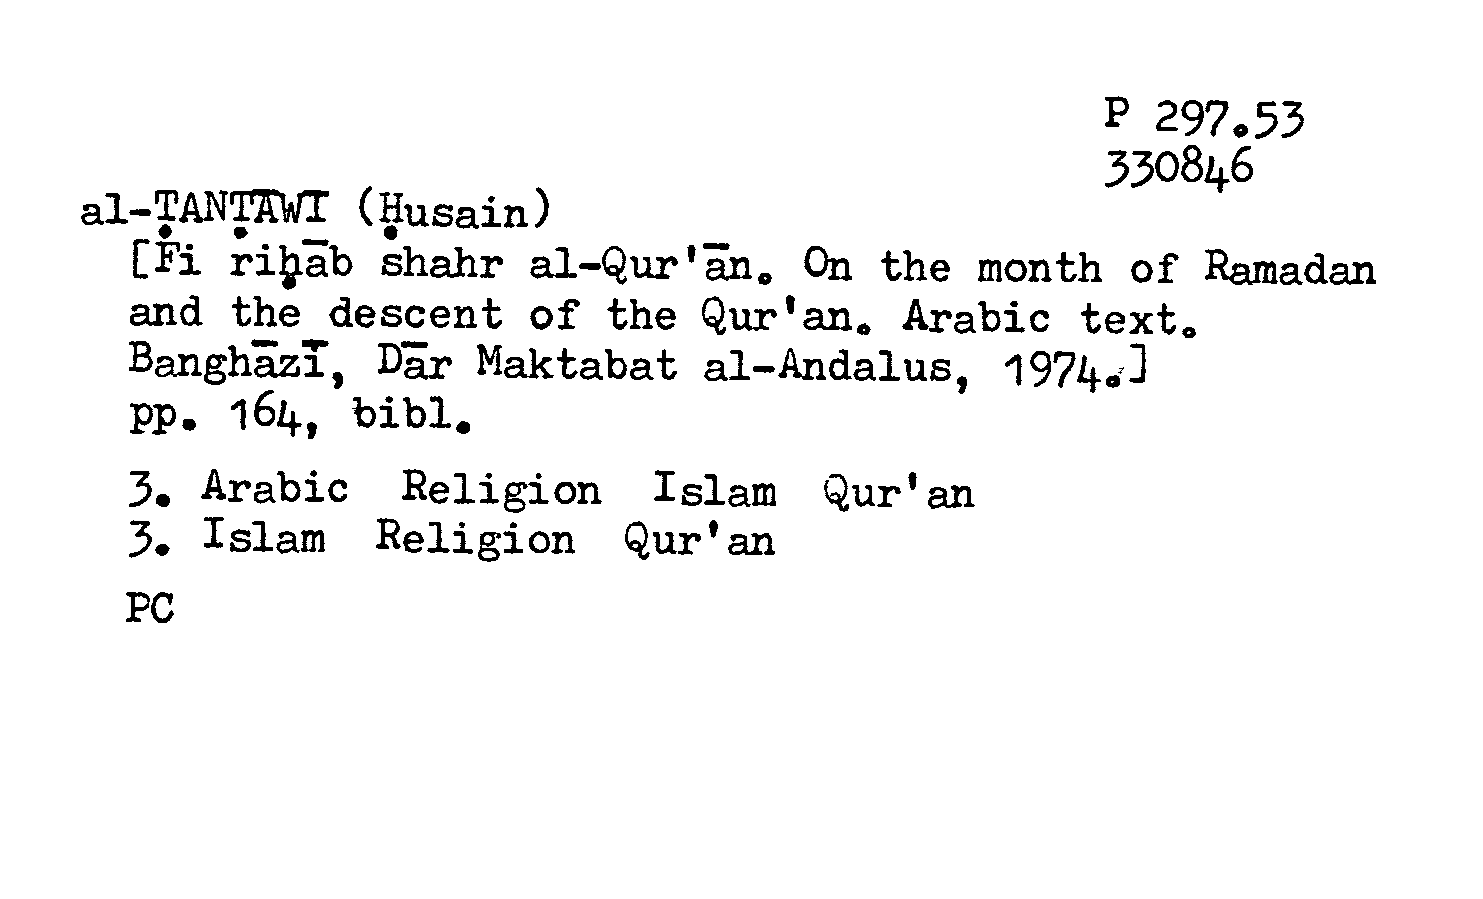 P 297.53
330846
al-ṬANṬĀWĪ (Ḥusain)
[Fi riḥāb shahr al-Qur'ān. On the month of Ramadan
and the descent of the Qur'an. Arabic text.
Banghāzī, Dār Maktabat al-Andalus, 1974.]
pp. 164, bibl.
3. Arabic Religion Islam Qur'an
3. Islam Religion Qur'an
PC